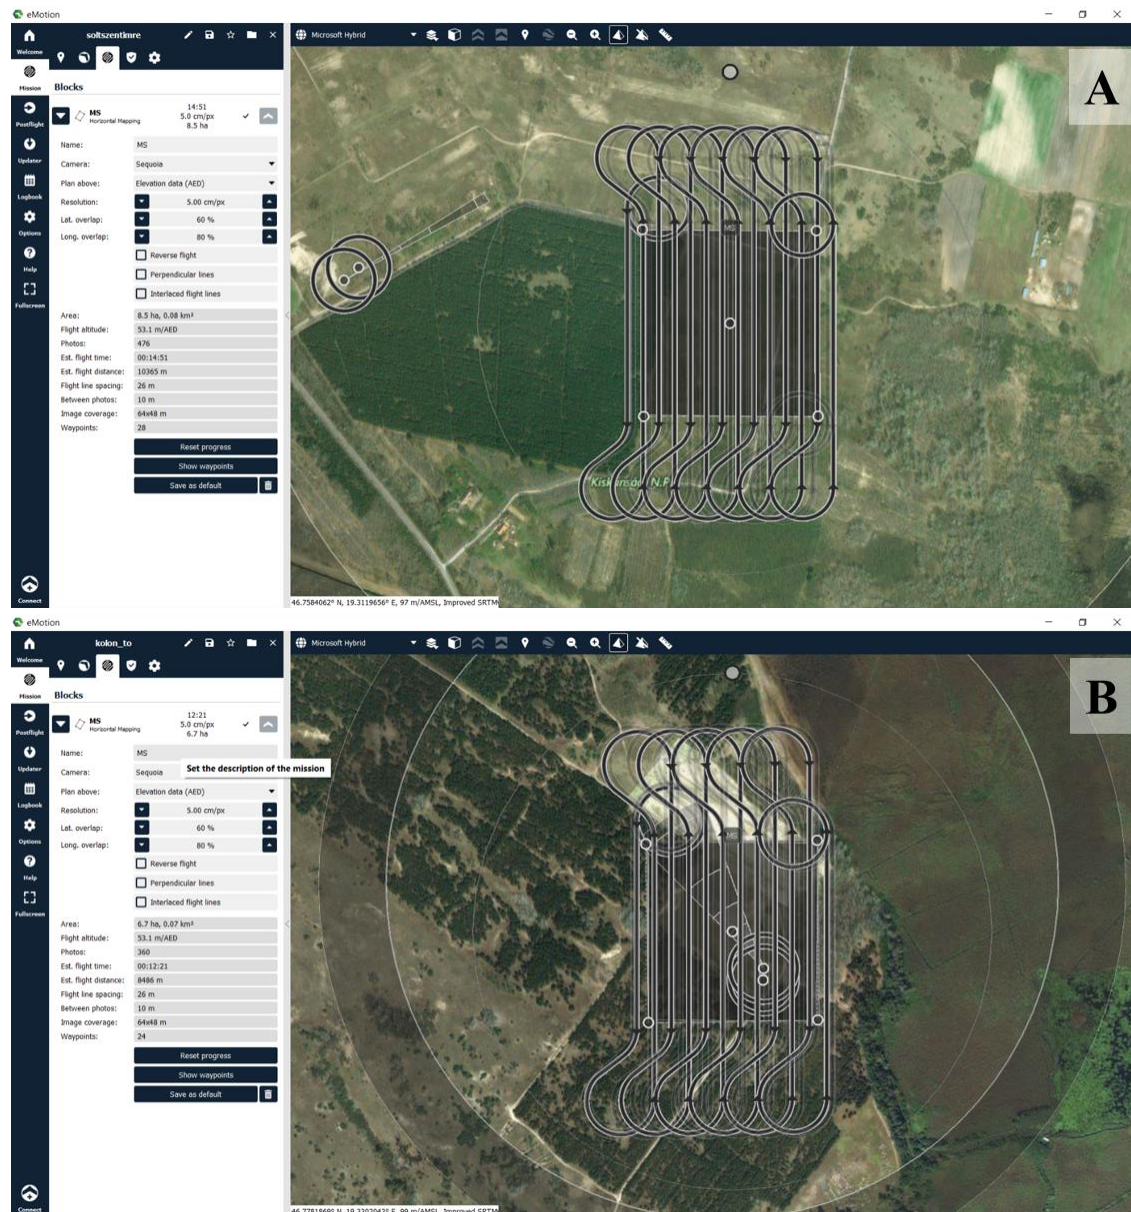 eMotion
soltszentimre
Microsoft Hybrid
Welcome
Mission
Postflight
Updater
Logbook
Options
Help
Fullscreen
Connect
Blocks
MS
Horizontal Mapping
14:51
5.0 cm/px
8.5 ha
Name: MS
Camera: Sequoia
Plan above: Elevation data (AED)
Resolution: 5.00 cm/px
Lat. overlap: 60 %
Long. overlap: 80 %
Reverse flight
Perpendicular lines
Interlaced flight lines
Area: 8.5 ha, 0.08 km²
Flight altitude: 53.1 m/AED
Photos: 476
Est. flight time: 00:14:51
Est. flight distance: 10365 m
Flight line spacing: 26 m
Between photos: 10 m
Image coverage: 64x48 m
Waypoints: 28
Reset progress
Show waypoints
Save as default
A
MS
46.7584062° N, 19.3119656° E, 97 m/AMSL, Improved SRTM
eMotion
kolon_to
Microsoft Hybrid
Welcome
Mission
Postflight
Updater
Logbook
Options
Help
Fullscreen
Connect
Blocks
MS
Horizontal Mapping
12:21
5.0 cm/px
6.7 ha
Name: MS
Camera: Sequoia
Set the description of the mission
Plan above: Elevation data (AED)
Resolution: 5.00 cm/px
Lat. overlap: 60 %
Long. overlap: 80 %
Reverse flight
Perpendicular lines
Interlaced flight lines
Area: 6.7 ha, 0.07 km²
Flight altitude: 53.1 m/AED
Photos: 360
Est. flight time: 00:12:21
Est. flight distance: 8486 m
Flight line spacing: 26 m
Between photos: 10 m
Image coverage: 64x48 m
Waypoints: 24
Reset progress
Show waypoints
Save as default
B
MS